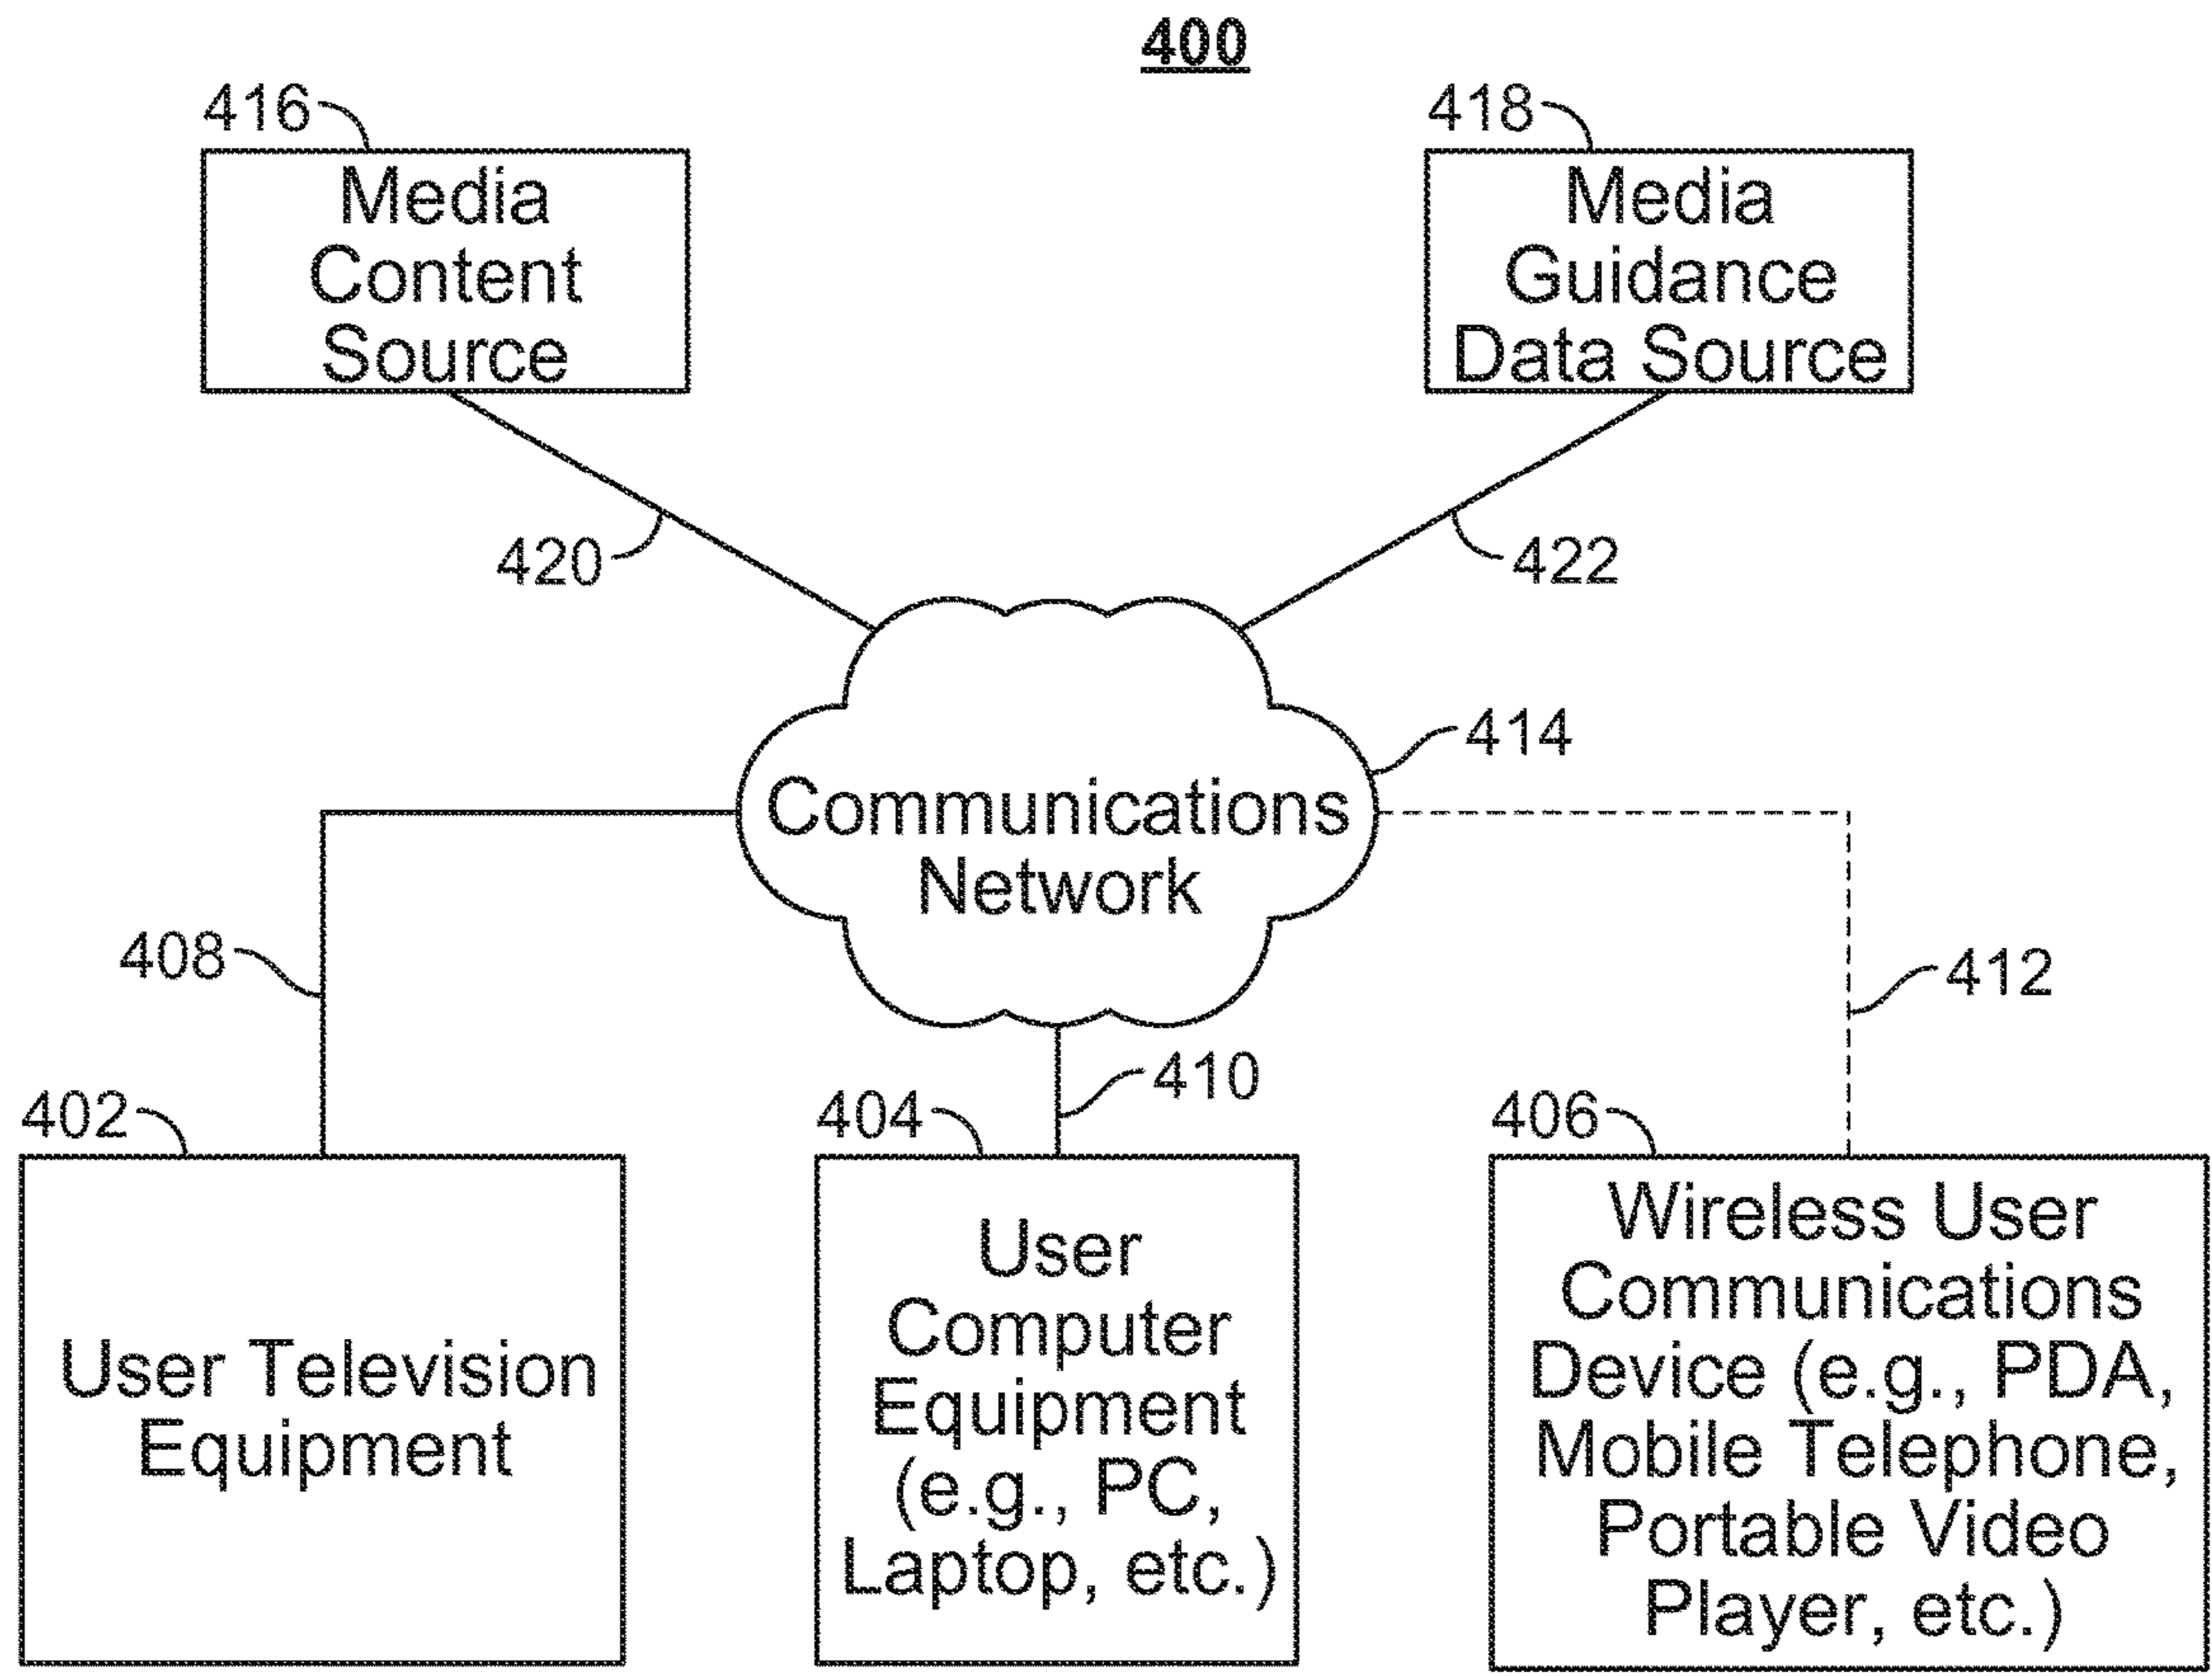 400
416
418
Media
Content
Source
Media
Guidance
Data Source
420
422
414
Communications
Network
408
412
410
402
404
406
User Television
Equipment
User
Computer
Equipment
(e.g., PC,
Laptop, etc.)
Wireless User
Communications
Device (e.g., PDA,
Mobile Telephone,
Portable Video
Player, etc.)